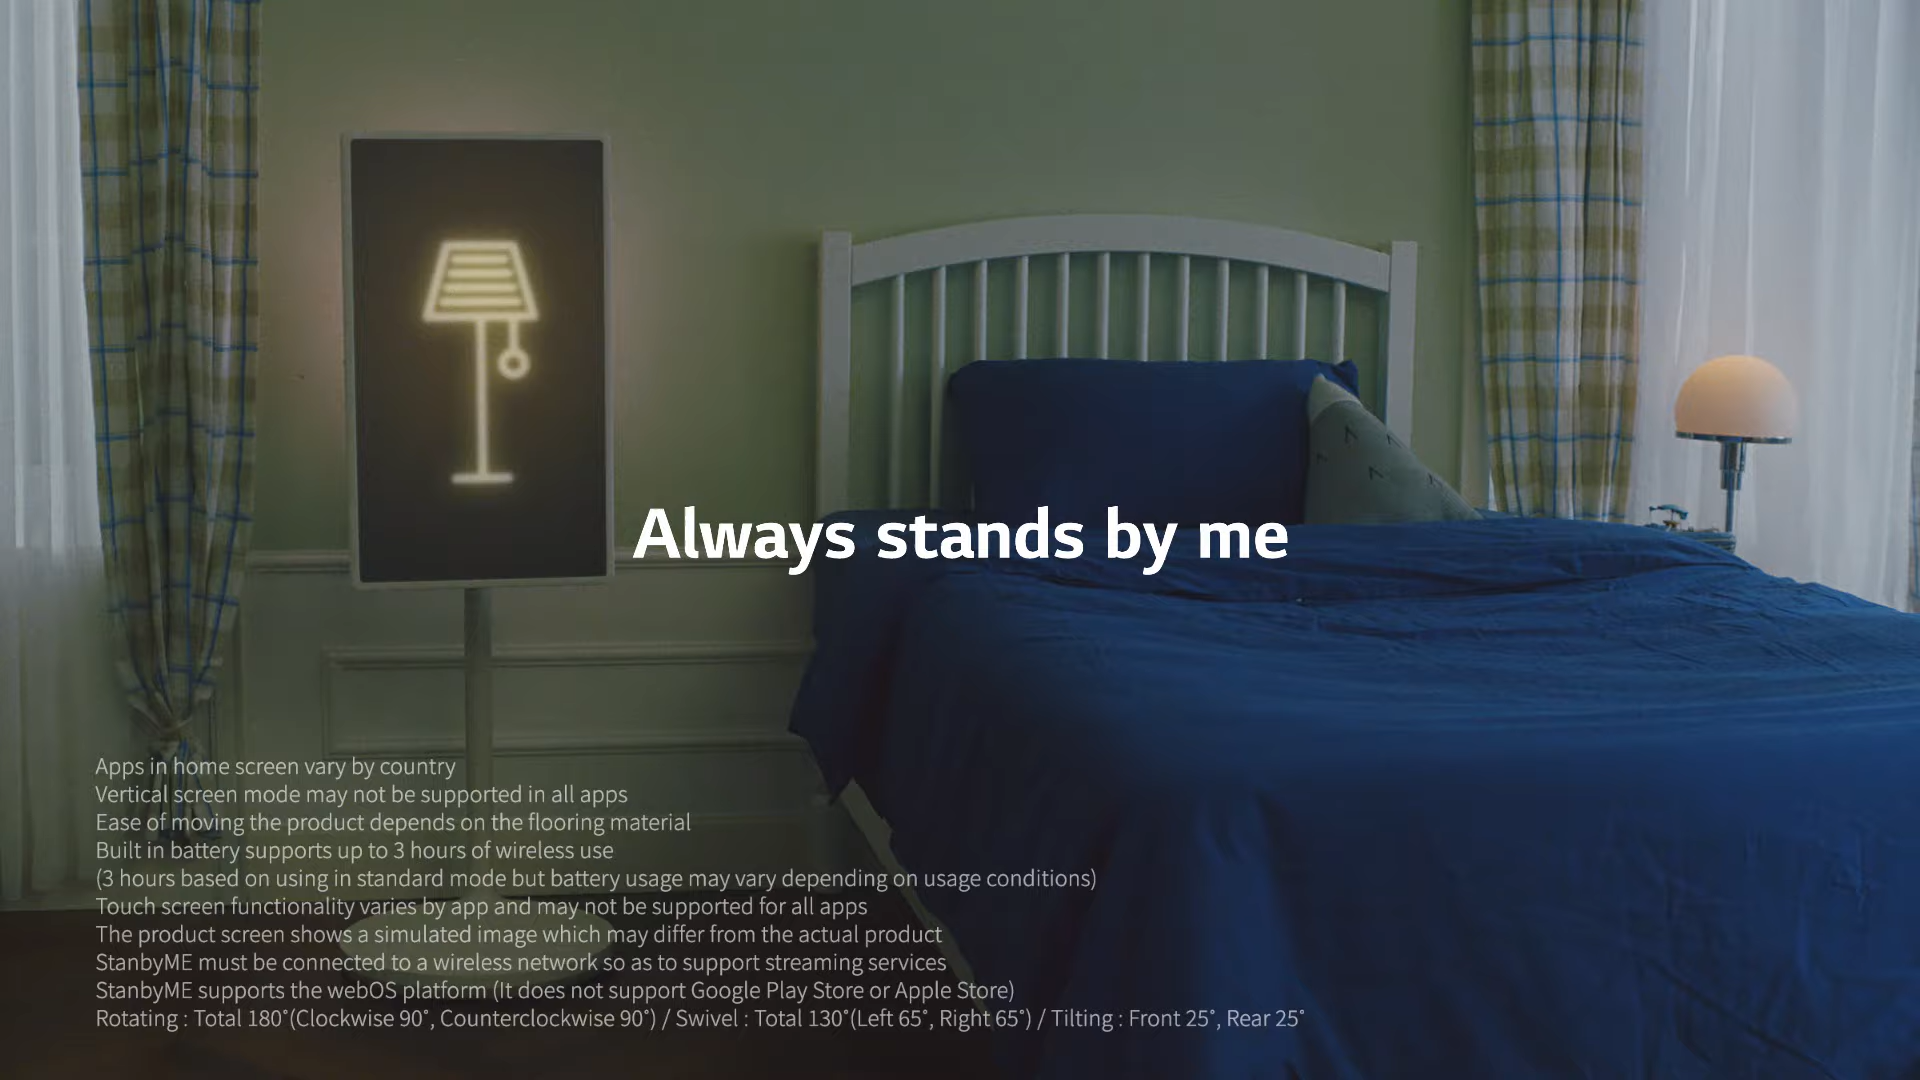 Always stands by me
Apps in home screen vary by country
Vertical screen mode may not be supported in all apps
Ease of moving the product depends on the flooring material
Built in battery supports up to 3 hours of wireless use
(3 hours based on using in standard mode but battery usage may vary depending on usage conditions)
Touch screen functionality varies by app and may not be supported for all apps
The product screen shows a simulated image which may differ from the actual product
StanbyME must be connected to a wireless network so as to support streaming services
StanbyME supports the webOS platform (It does not support Google Play Store or Apple Store)
Rotating : Total 180˚(Clockwise 90˚, Counterclockwise 90˚) / Swivel : Total 130˚(Left 65˚, Right 65˚) / Tilting : Front 25˚, Rear 25˚